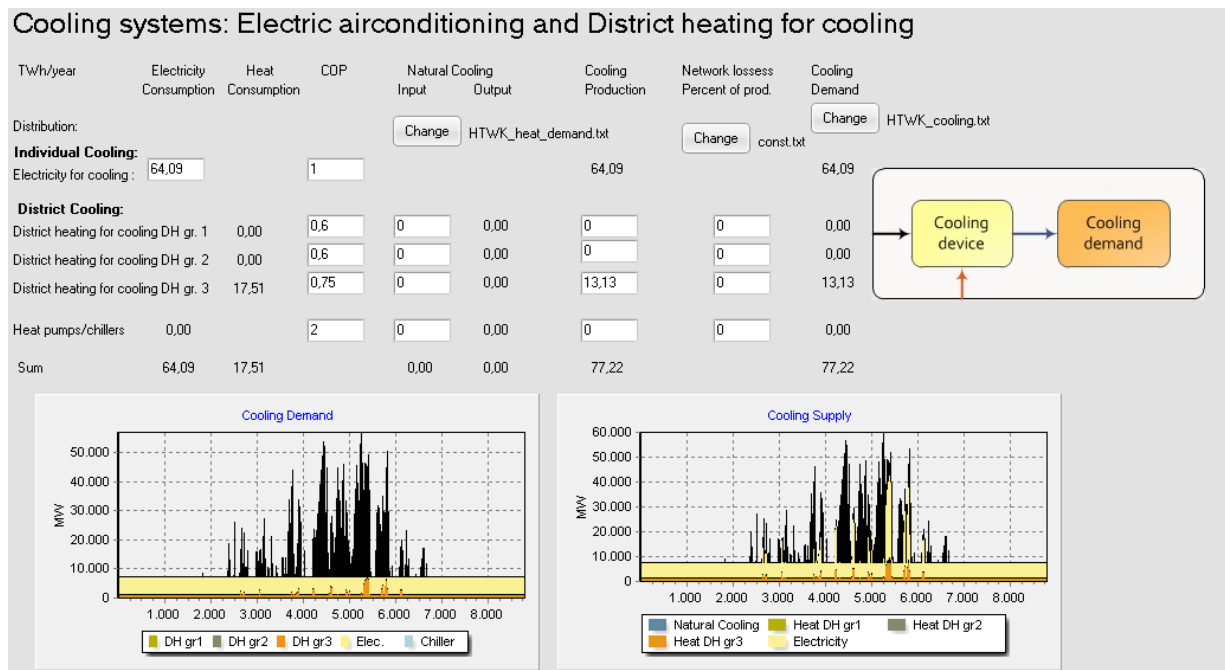 Cooling systems: Electric airconditioning and District heating for cooling
TWh/year Electricity Heat COP Natural Cooling Cooling Network lossess Cooling
Consumption Consumption Input Output Production Percent of prod. Demand
Distribution: Change HTWK_heat_demand.txt Change const.txt Change HTWK_cooling.txt
Individual Cooling:
Electricity for cooling : 64,09 1 64,09 64,09
District Cooling:
District heating for cooling DH gr. 1 0,00 0,6 0 0,00 0 0 0,00
District heating for cooling DH gr. 2 0,00 0,6 0 0,00 0 0 0,00
District heating for cooling DH gr. 3 17,51 0,75 0 0,00 13,13 0 13,13
Heat pumps/chillers 0,00 2 0 0,00 0 0 0,00
Sum 64,09 17,51 0,00 0,00 77,22 77,22
Cooling
device
Cooling
demand
Cooling Demand
50.000
40.000
30.000
20.000
10.000
0
MW
1.000 2.000 3.000 4.000 5.000 6.000 7.000 8.000
DH gr1 DH gr2 DH gr3 Elec. Chiller
Cooling Supply
60.000
50.000
40.000
30.000
20.000
10.000
0
MW
1.000 2.000 3.000 4.000 5.000 6.000 7.000 8.000
Natural Cooling Heat DH gr1 Heat DH gr2
Heat DH gr3 Electricity